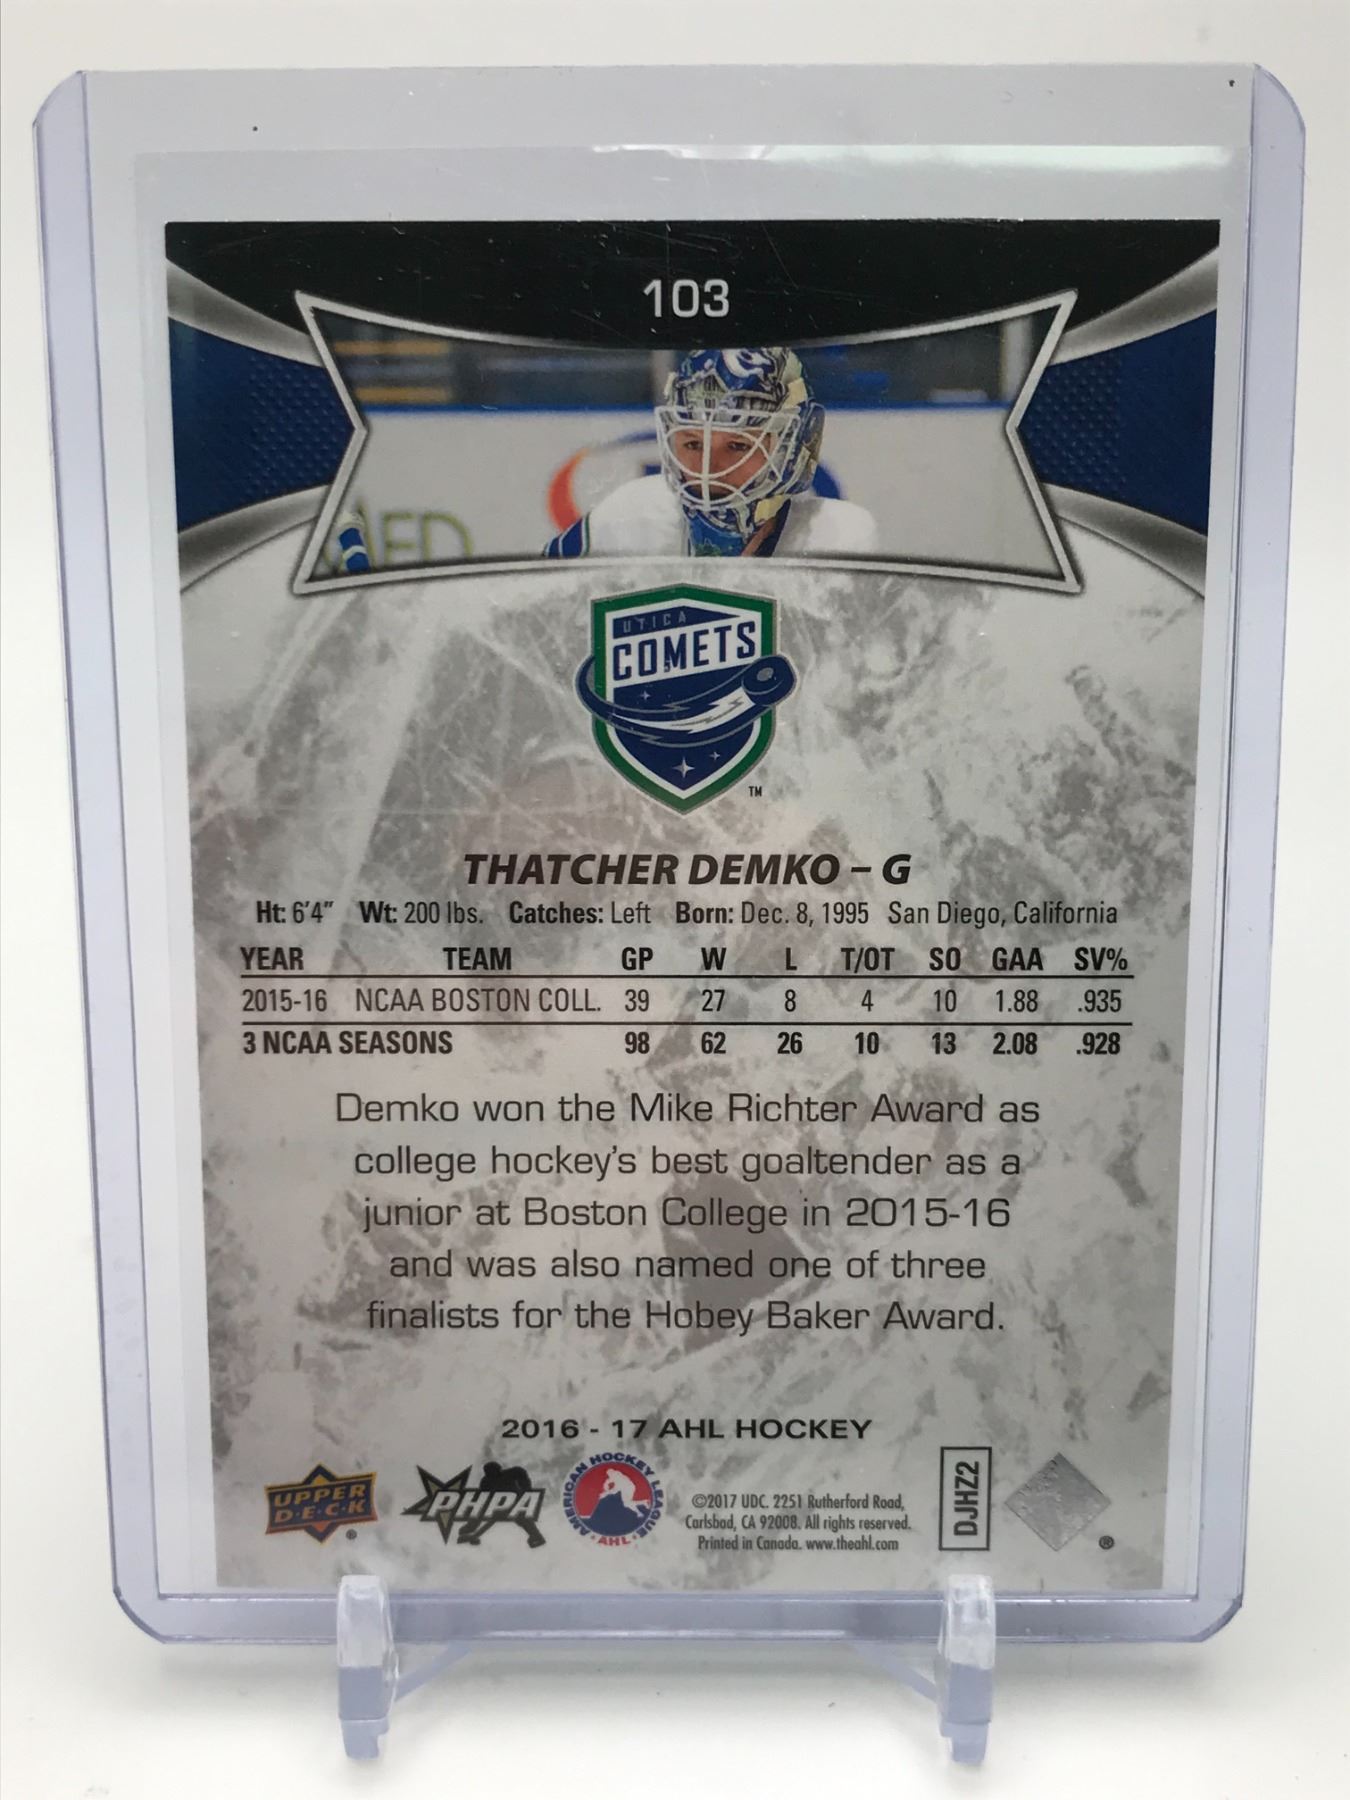 103
MED
UTICA
COMETS
TM
THATCHER DEMKO – G
Ht: 6'4" Wt: 200 lbs. Catches: Left Born: Dec. 8, 1995 San Diego, California
YEAR TEAM GP W L T/OT SO GAA SV%
2015-16 NCAA BOSTON COLL. 39 27 8 4 10 1.88 .935
3 NCAA SEASONS 98 62 26 10 13 2.08 .928
Demko won the Mike Richter Award as
college hockey's best goaltender as a
junior at Boston College in 2015-16
and was also named one of three
finalists for the Hobey Baker Award.
2016 - 17 AHL HOCKEY
UPPER
D·E·C·K
®
PHPA
AMERICAN HOCKEY LEAGUE
·AHL·
©2017 UDC. 2251 Rutherford Road,
Carlsbad, CA 92008. All rights reserved.
Printed in Canada. www.theahl.com
DJHZ2
®